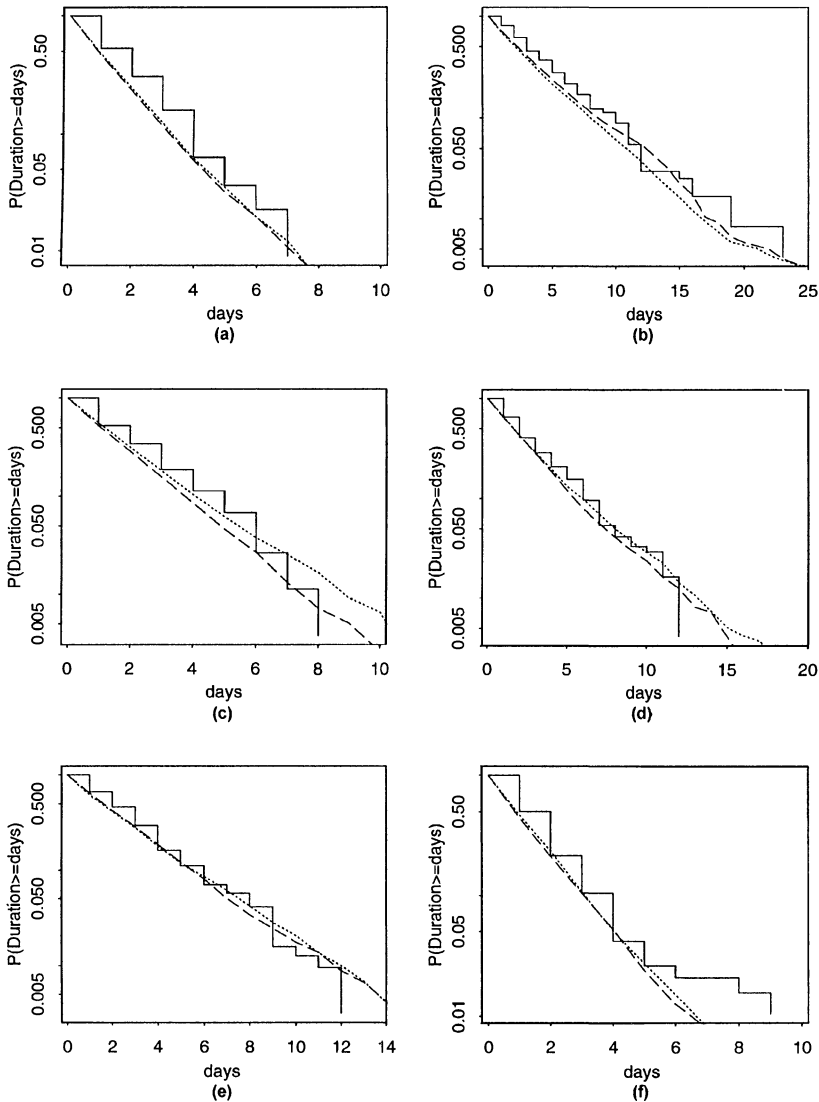 P(Duration>=days)
0.50
0.05
0.01
0 2 4 6 8 10
days
(a)
P(Duration>=days)
0.500
0.050
0.005
0 5 10 15 20 25
days
(b)
P(Duration>=days)
0.500
0.050
0.005
0 2 4 6 8 10
days
(c)
P(Duration>=days)
0.500
0.050
0.005
0 5 10 15 20
days
(d)
P(Duration>=days)
0.500
0.050
0.005
0 2 4 6 8 10 12 14
days
(e)
P(Duration>=days)
0.50
0.05
0.01
0 2 4 6 8 10
days
(f)